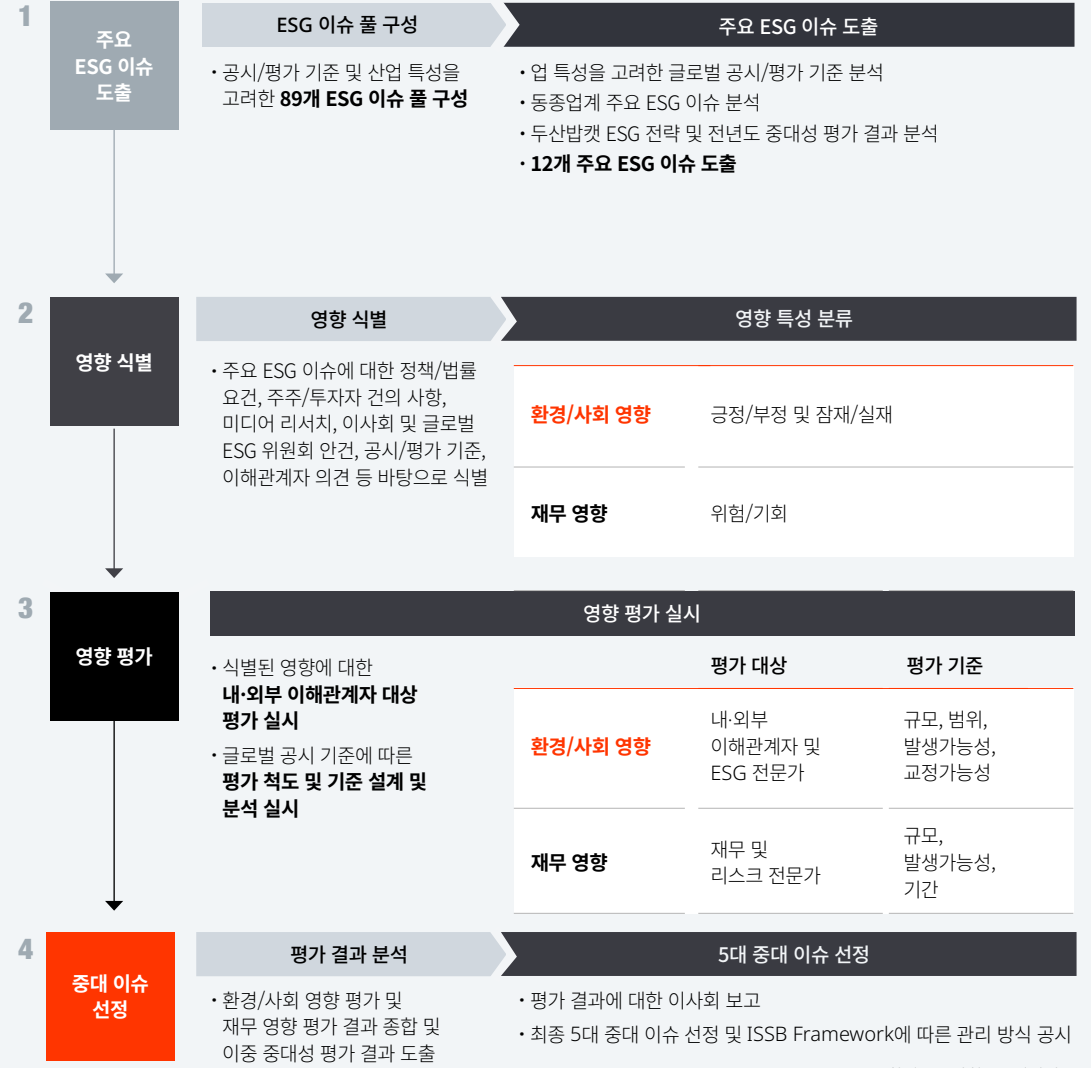 1
주요
ESG 이슈
도출
ESG 이슈 풀 구성
· 공시/평가 기준 및 산업 특성을
고려한 89개 ESG 이슈 풀 구성
주요 ESG 이슈 도출
· 업 특성을 고려한 글로벌 공시/평가 기준 분석
· 동종업계 주요 ESG 이슈 분석
· 두산밥캣 ESG 전략 및 전년도 중대성 평가 결과 분석
· 12개 주요 ESG 이슈 도출
2
영향 식별
영향 식별
· 주요 ESG 이슈에 대한 정책/법률
요건, 주주/투자자 건의 사항,
미디어 리서치, 이사회 및 글로벌
ESG 위원회 안건, 공시/평가 기준,
이해관계자 의견 등 바탕으로 식별
영향 특성 분류
환경/사회 영향
긍정/부정 및 잠재/실재
재무 영향
위험/기회
3
영향 평가
영향 평가 실시
· 식별된 영향에 대한
내·외부 이해관계자 대상
평가 실시
· 글로벌 공시 기준에 따른
평가 척도 및 기준 설계 및
분석 실시
평가 대상
평가 기준
환경/사회 영향
내·외부
이해관계자 및
ESG 전문가
규모, 범위,
발생가능성,
교정가능성
재무 영향
재무 및
리스크 전문가
규모,
발생가능성,
기간
4
중대 이슈
선정
평가 결과 분석
· 환경/사회 영향 평가 및
재무 영향 평가 결과 종합 및
이중 중대성 평가 결과 도출
5대 중대 이슈 선정
· 평가 결과에 대한 이사회 보고
· 최종 5대 중대 이슈 선정 및 ISSB Framework에 따른 관리 방식 공시